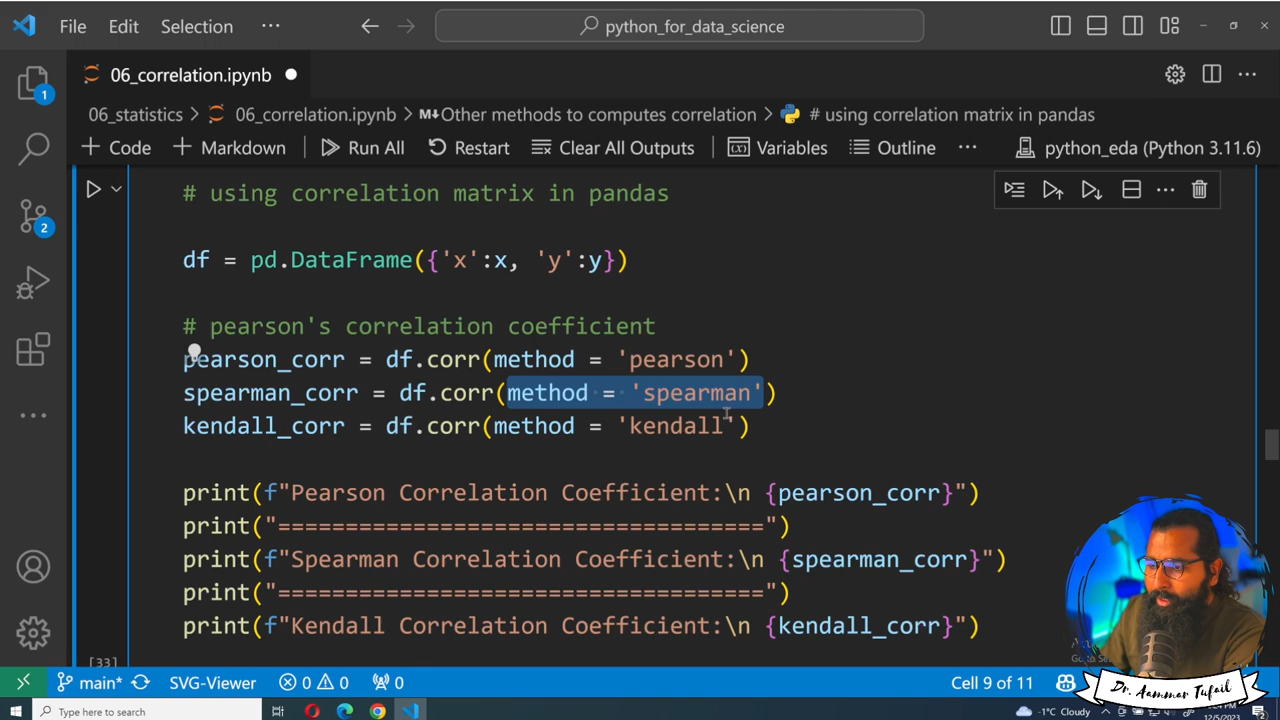 File Edit Selection ··· python_for_data_science
06_correlation.ipynb
06_statistics > 06_correlation.ipynb > M↓Other methods to computes correlation > # using correlation matrix in pandas
+ Code + Markdown Run All Restart Clear All Outputs Variables Outline ··· python_eda (Python 3.11.6)
# using correlation matrix in pandas
df = pd.DataFrame({'x':x, 'y':y})
# pearson's correlation coefficient
pearson_corr = df.corr(method = 'pearson')
spearman_corr = df.corr(method = 'spearman')
kendall_corr = df.corr(method = 'kendall')
print(f"Pearson Correlation Coefficient:\n {pearson_corr}")
print("====================================")
print(f"Spearman Correlation Coefficient:\n {spearman_corr}")
print("====================================")
print(f"Kendall Correlation Coefficient:\n {kendall_corr}")
[33]
1
2
main* SVG-Viewer 0 0 0 Cell 9 of 11
Dr. Aammar Tufail
Type here to search -1°C Cloudy 12/5/2023